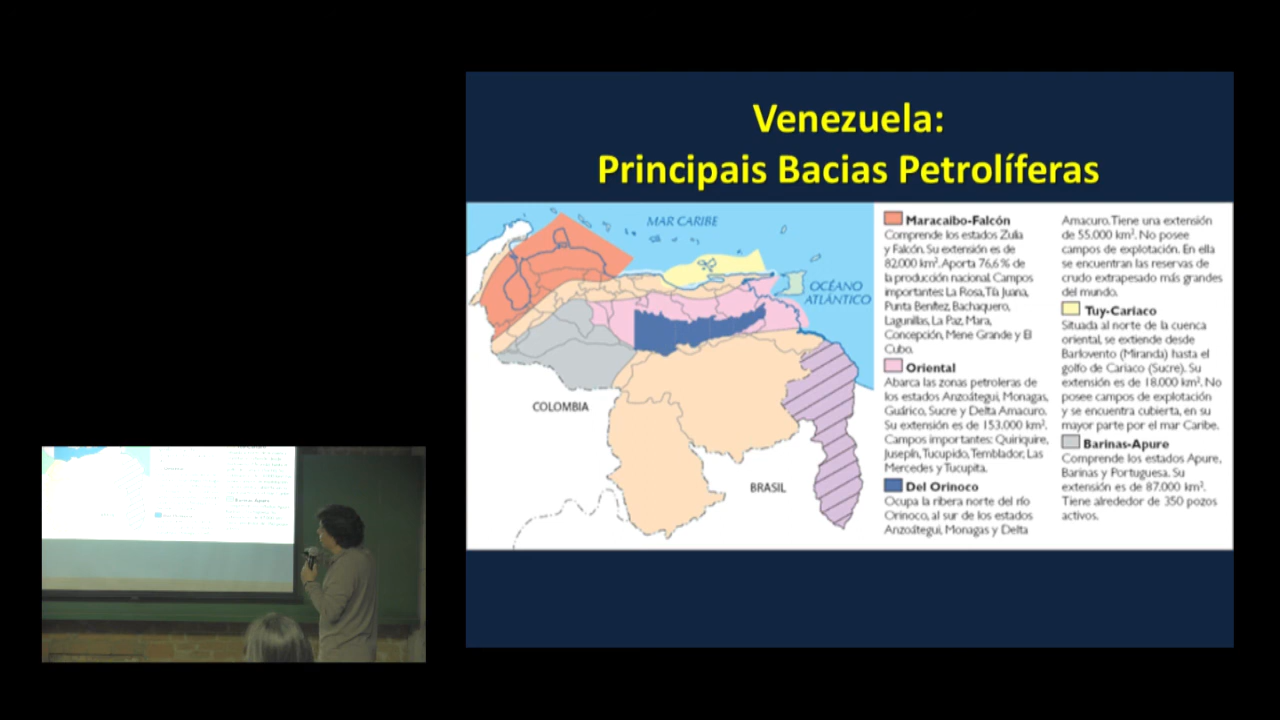 Venezuela:
Principais Bacias Petrolíferas
MAR CARIBE
OCÉANO
ATLÁNTICO
COLOMBIA
BRASIL
Maracaibo-Falcón
Comprende los estados Zulia
y Falcón. Su extensión es de
82.000 km². Aporta 76,6 % de
la producción nacional. Campos
importantes: La Rosa, Tía Juana,
Punta Benítez, Bachaquero,
Lagunillas, La Paz, Mara,
Concepción, Mene Grande y El
Cubo.
Oriental
Abarca las zonas petroleras de
los estados Anzoátegui, Monagas,
Guárico, Sucre y Delta Amacuro.
Su extensión es de 153.000 km².
Campos importantes: Quiriquire,
Jusepín, Tucupido, Temblador, Las
Mercedes y Tucupita.
Del Orinoco
Ocupa la ribera norte del río
Orinoco, al sur de los estados
Anzoátegui, Monagas y Delta
Amacuro. Tiene una extensión
de 55.000 km². No posee
campos de explotación. En ella
se encuentran las reservas de
crudo extrapesado más grandes
del mundo.
Tuy-Cariaco
Situada al norte de la cuenca
oriental, se extiende desde
Barlovento (Miranda) hasta el
golfo de Cariaco (Sucre). Su
extensión es de 18.000 km². No
posee campos de explotación
y se encuentra cubierta, en su
mayor parte por el mar Caribe.
Barinas-Apure
Comprende los estados Apure,
Barinas y Portuguesa. Su
extensión es de 87.000 km².
Tiene alrededor de 350 pozos
activos.